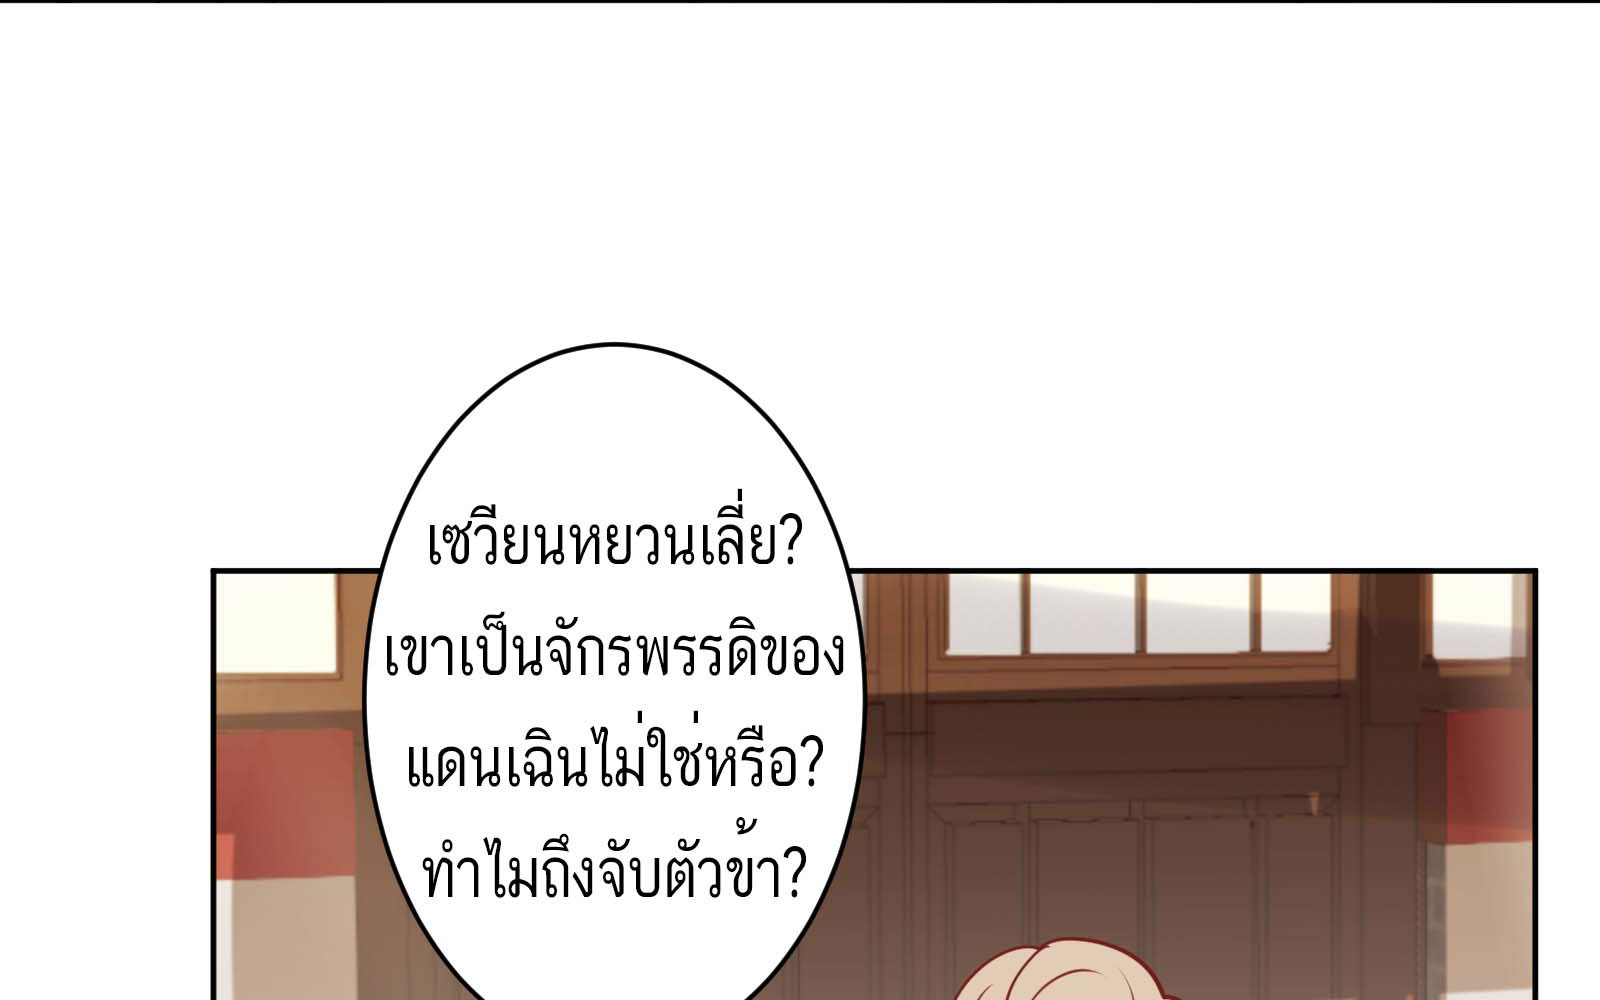 เซวียนหยวนเลี่ย?
เขาเป็นจักรพรรดิของ
แดนเฉินไม่ใช่หรือ?
ทำไมถึงจับตัวข้า?